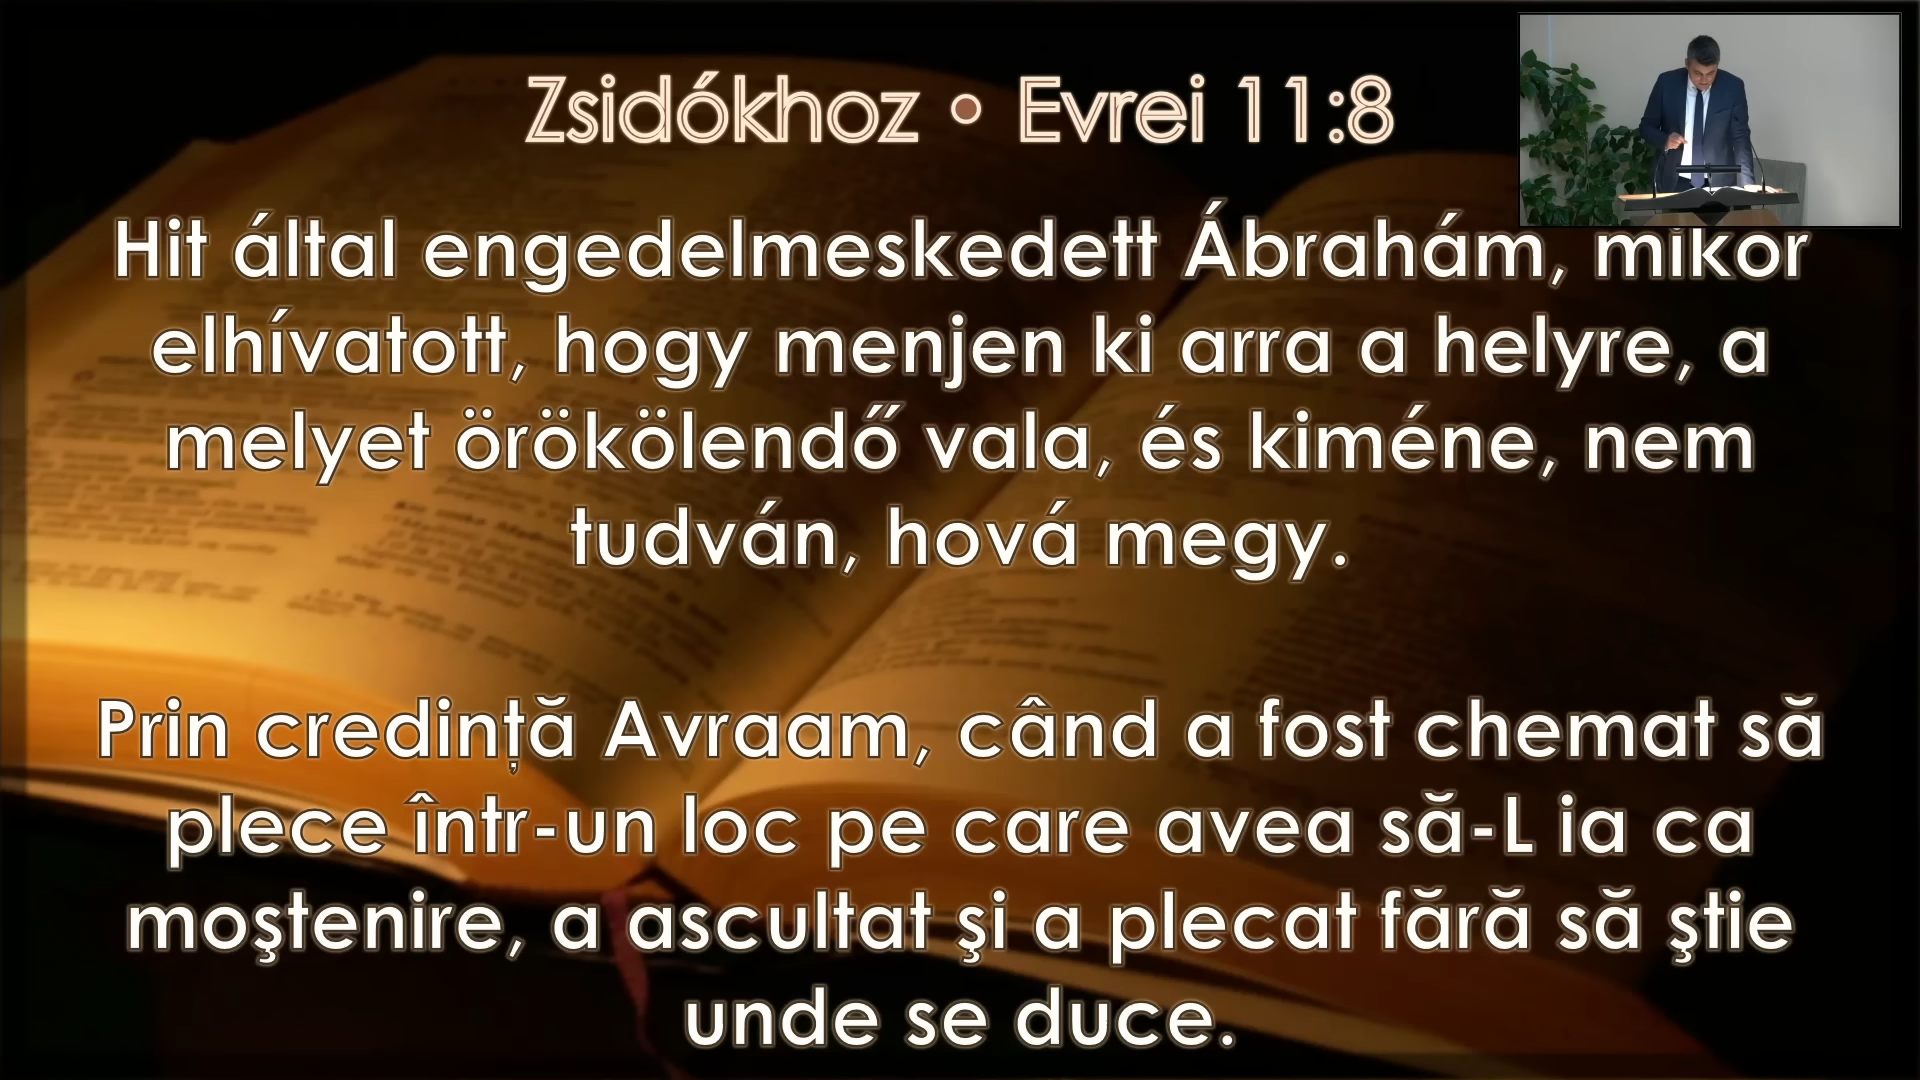 Zsidókhoz • Evrei 11:8
Hit által engedelmeskedett Ábrahám, mikor
elhívatott, hogy menjen ki arra a helyre, a
melyet örökölendő vala, és kiméne, nem
tudván, hová megy.
Prin credinţă Avraam, când a fost chemat să
plece într-un loc pe care avea să-L ia ca
moştenire, a ascultat şi a plecat fără să ştie
unde se duce.